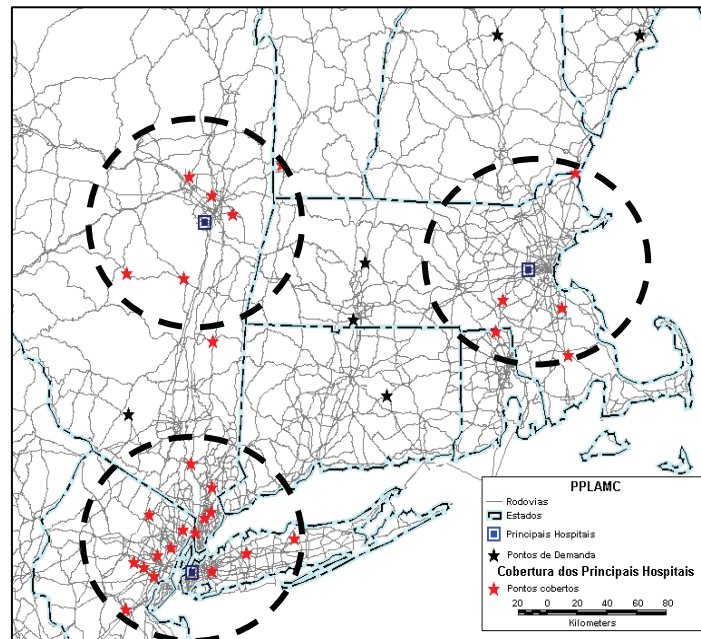 PPLAMC
Rodovias
Estados
Principais Hospitais
Pontos de Demanda
Cobertura dos Principais Hospitais
Pontos cobertos
20 0 20 40 60 80
Kilometers